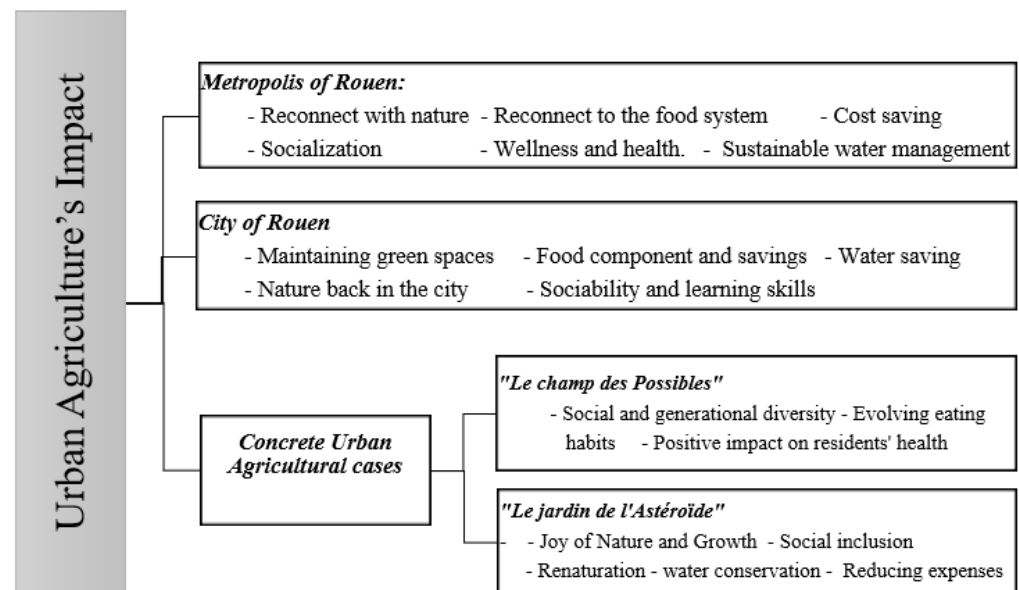 Urban Agriculture's Impact
Metropolis of Rouen:
- Reconnect with nature - Reconnect to the food system - Cost saving
- Socialization - Wellness and health. - Sustainable water management
City of Rouen
- Maintaining green spaces - Food component and savings - Water saving
- Nature back in the city - Sociability and learning skills
Concrete Urban
Agricultural cases
"Le champ des Possibles"
- Social and generational diversity - Evolving eating
habits - Positive impact on residents' health
"Le jardin de l'Astéroïde"
- - Joy of Nature and Growth - Social inclusion
- Renaturation - water conservation - Reducing expenses